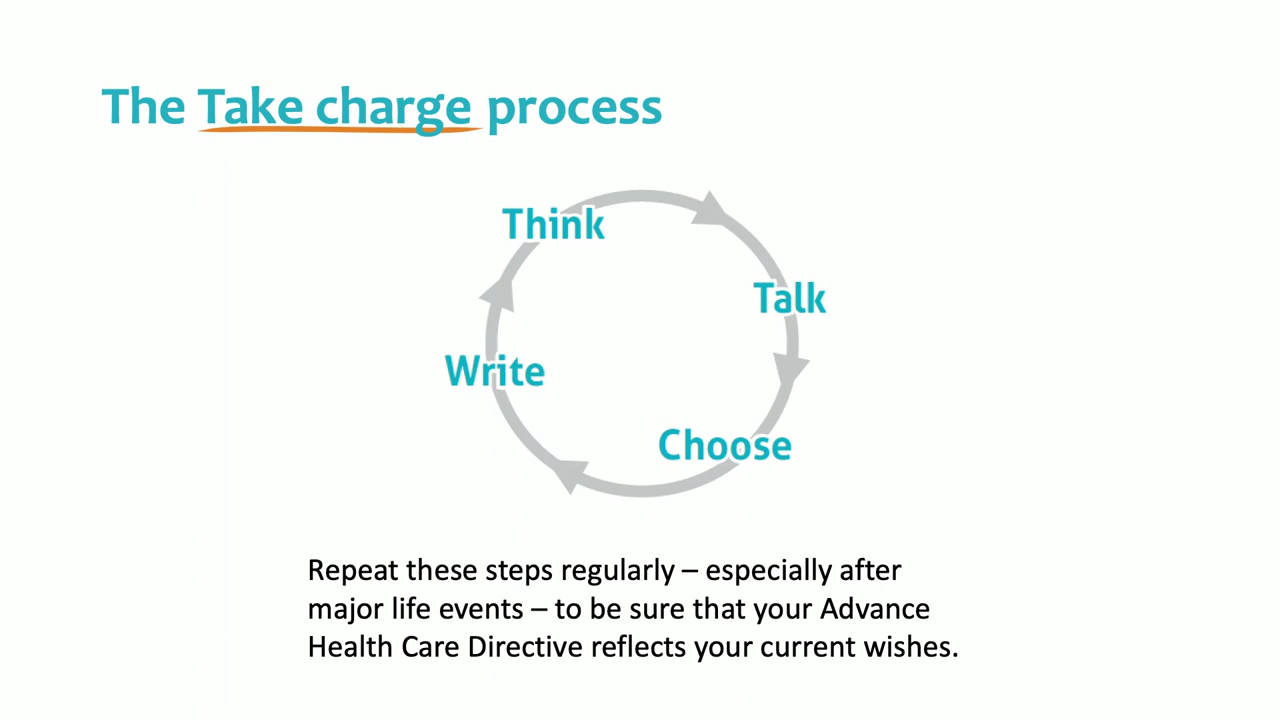 The Take charge process
Think
Talk
Write
Choose
Repeat these steps regularly – especially after
major life events – to be sure that your Advance
Health Care Directive reflects your current wishes.